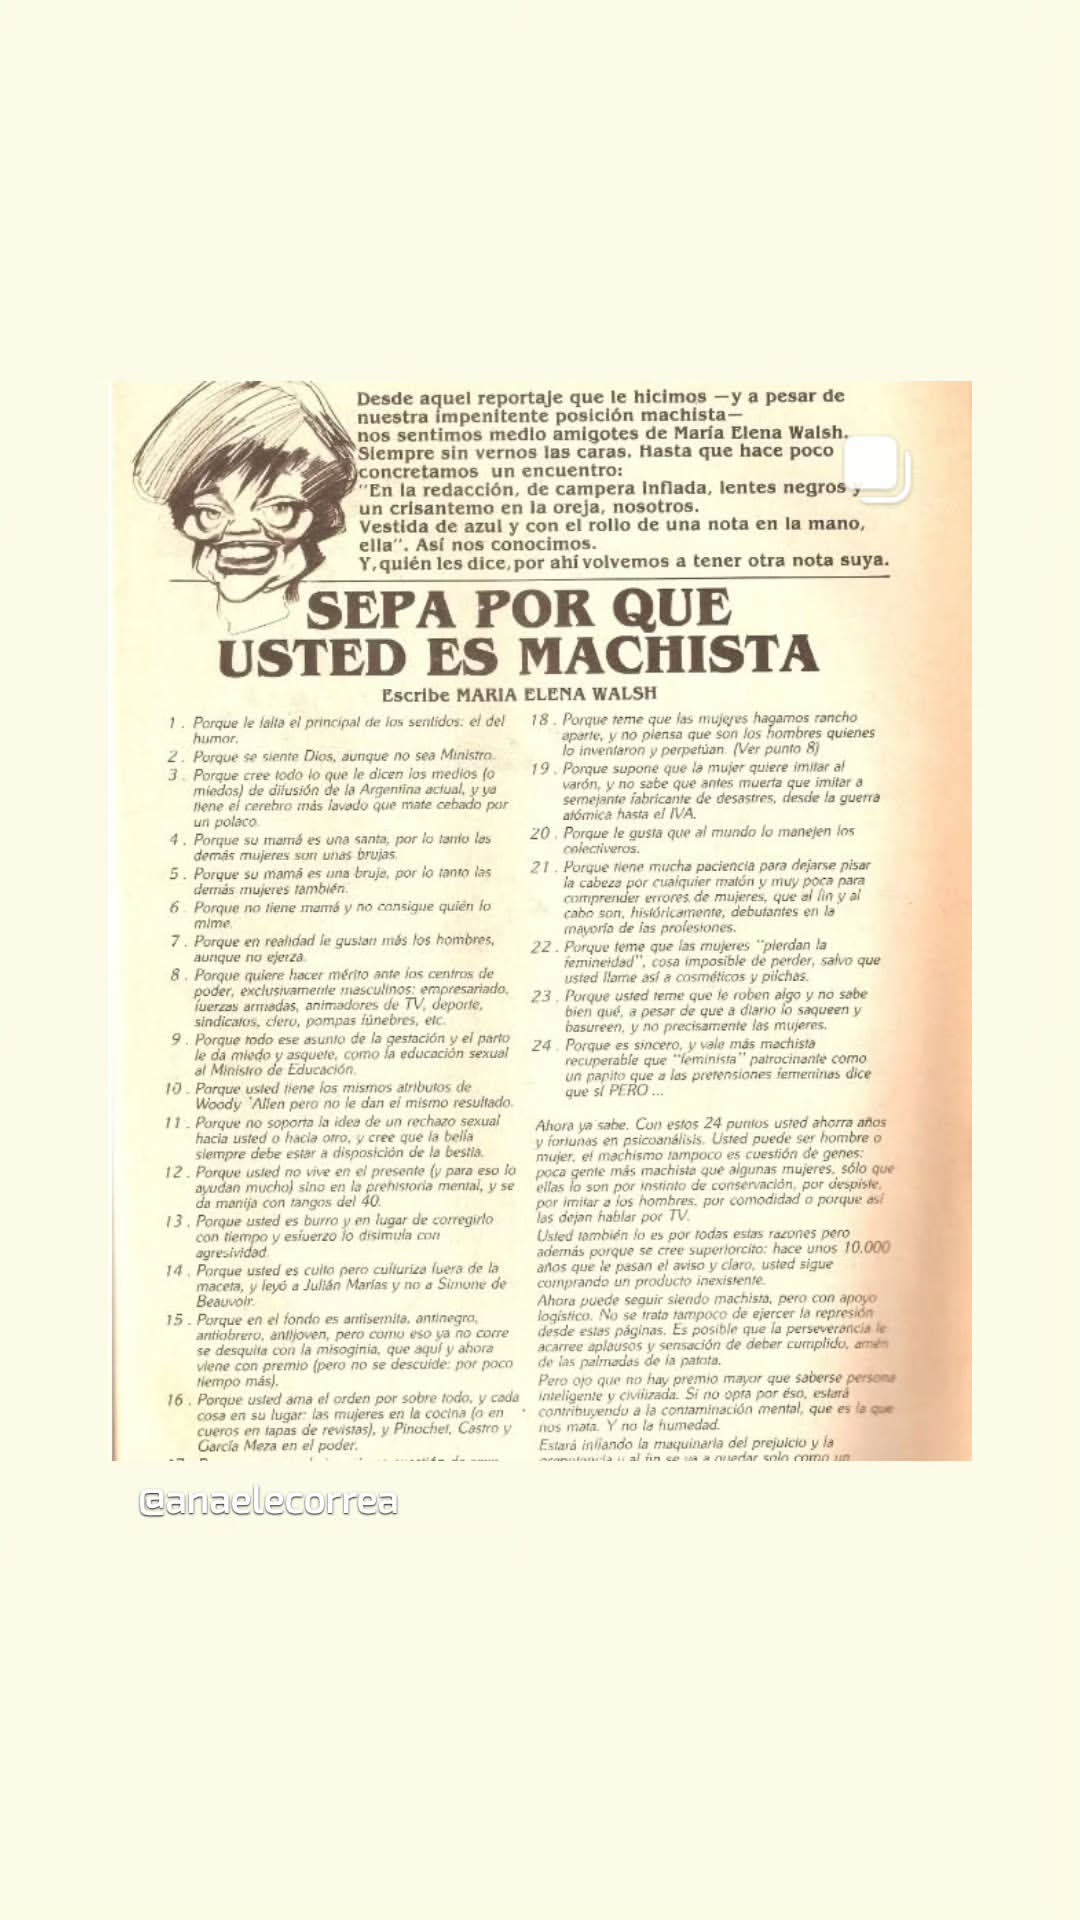 Desde aquel reportaje que le hicimos —y a pesar de
nuestra impenitente posición machista—
nos sentimos medio amigotes de María Elena Walsh.
Siempre sin vernos las caras. Hasta que hace poco
concretamos un encuentro:
"En la redacción, de campera inflada, lentes negros y
un crisantemo en la oreja, nosotros.
Vestida de azul y con el rollo de una nota en la mano,
ella". Así nos conocimos.
Y, quién les dice, por ahí volvemos a tener otra nota suya.
SEPA POR QUE
USTED ES MACHISTA
Escribe MARIA ELENA WALSH
1 . Porque le falta el principal de los sentidos: el del
humor.
2 . Porque se siente Dios, aunque no sea Ministro.
3 . Porque cree todo lo que le dicen los medios (o
miedos) de difusión de la Argentina actual, y ya
tiene el cerebro más lavado que mate cebado por
un polaco.
4 . Porque su mamá es una santa, por lo tanto las
demás mujeres son unas brujas.
5 . Porque su mamá es una bruja, por lo tanto las
demás mujeres también.
6 . Porque no tiene mamá y no consigue quién lo
mime.
7 . Porque en realidad le gustan más los hombres,
aunque no ejerza.
8 . Porque quiere hacer mérito ante los centros de
poder, exclusivamente masculinos: empresariado,
fuerzas armadas, animadores de TV, deporte,
sindicatos, clero, pompas fúnebres, etc.
9 . Porque todo ese asunto de la gestación y el parto
le da miedo y asquete, como la educación sexual
al Ministro de Educación.
10 . Porque usted tiene los mismos atributos de
Woody Allen pero no le dan el mismo resultado.
11 . Porque no soporta la idea de un rechazo sexual
hacia usted o hacia otro, y cree que la bella
siempre debe estar a disposición de la bestia.
12 . Porque usted no vive en el presente (y para eso lo
ayudan mucho) sino en la prehistoria mental, y se
da manija con tangos del 40.
13 . Porque usted es burro y en lugar de corregirlo
con tiempo y esfuerzo lo disimula con
agresividad.
14 . Porque usted es culto pero culturiza fuera de la
maceta, y leyó a Julián Marías y no a Simone de
Beauvoir.
15 . Porque en el fondo es antisemita, antinegro,
antiobrero, antijoven, pero como eso ya no corre
se desquita con la misoginia, que aquí y ahora
viene con premio (pero no se descuide: por poco
tiempo más).
16 . Porque usted ama el orden por sobre todo, y cada
cosa en su lugar: las mujeres en la cocina (o en
cueros en tapas de revistas), y Pinochet, Castro y
García Meza en el poder.
18 . Porque teme que las mujeres hagamos rancho
aparte, y no piensa que son los hombres quienes
lo inventaron y perpetúan. (Ver punto 8)
19 . Porque supone que la mujer quiere imitar al
varón, y no sabe que antes muerta que imitar a
semejante fabricante de desastres, desde la guerra
atómica hasta el IVA.
20 . Porque le gusta que al mundo lo manejen los
colectiveros.
21 . Porque tiene mucha paciencia para dejarse pisar
la cabeza por cualquier matón y muy poca para
comprender errores de mujeres, que al fin y al
cabo son, históricamente, debutantes en la
mayoría de las profesiones.
22 . Porque teme que las mujeres "pierdan la
femineidad", cosa imposible de perder, salvo que
usted llame así a cosméticos y pilchas.
23 . Porque usted teme que le roben algo y no sabe
bien qué, a pesar de que a diario lo saqueen y
basureen, y no precisamente las mujeres.
24 . Porque es sincero, y vale más machista
recuperable que "feminista" patrocinante como
un papito que a las pretensiones femeninas dice
que sí PERO ...
Ahora ya sabe. Con estos 24 puntos usted ahorra años
y fortunas en psicoanálisis. Usted puede ser hombre o
mujer, el machismo tampoco es cuestión de genes:
poca gente más machista que algunas mujeres, sólo que
ellas lo son por instinto de conservación, por despiste,
por imitar a los hombres, por comodidad o porque así
las dejan hablar por TV.
Usted también lo es por todas estas razones pero
además porque se cree superiorcito: hace unos 10.000
años que le pasan el aviso y claro, usted sigue
comprando un producto inexistente.
Ahora puede seguir siendo machista, pero con apoyo
logístico. No se trata tampoco de ejercer la represión
desde estas páginas. Es posible que la perseverancia le
acarree aplausos y sensación de deber cumplido, amén
de las palmadas de la patota.
Pero ojo que no hay premio mayor que saberse persona
inteligente y civilizada. Si no opta por éso, estará
contribuyendo a la contaminación mental, que es la que
nos mata. Y no la humedad.
Estará inflando la maquinaria del prejuicio y la
@anaelecorrea